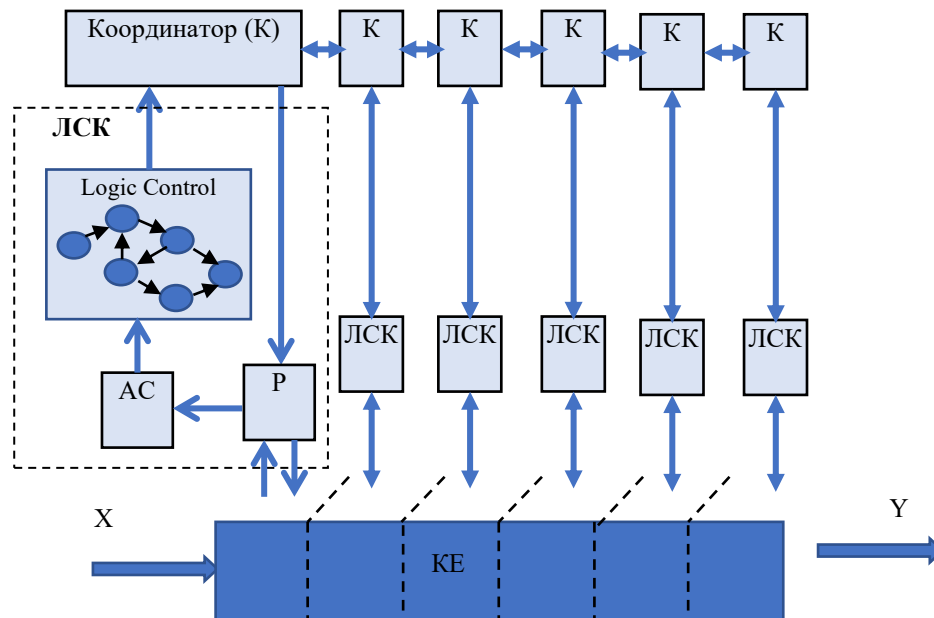 Координатор (К)
К
К
К
К
К
ЛСК
Logic Control
ЛСК
ЛСК
ЛСК
ЛСК
ЛСК
АС
Р
X
Y
КЕ